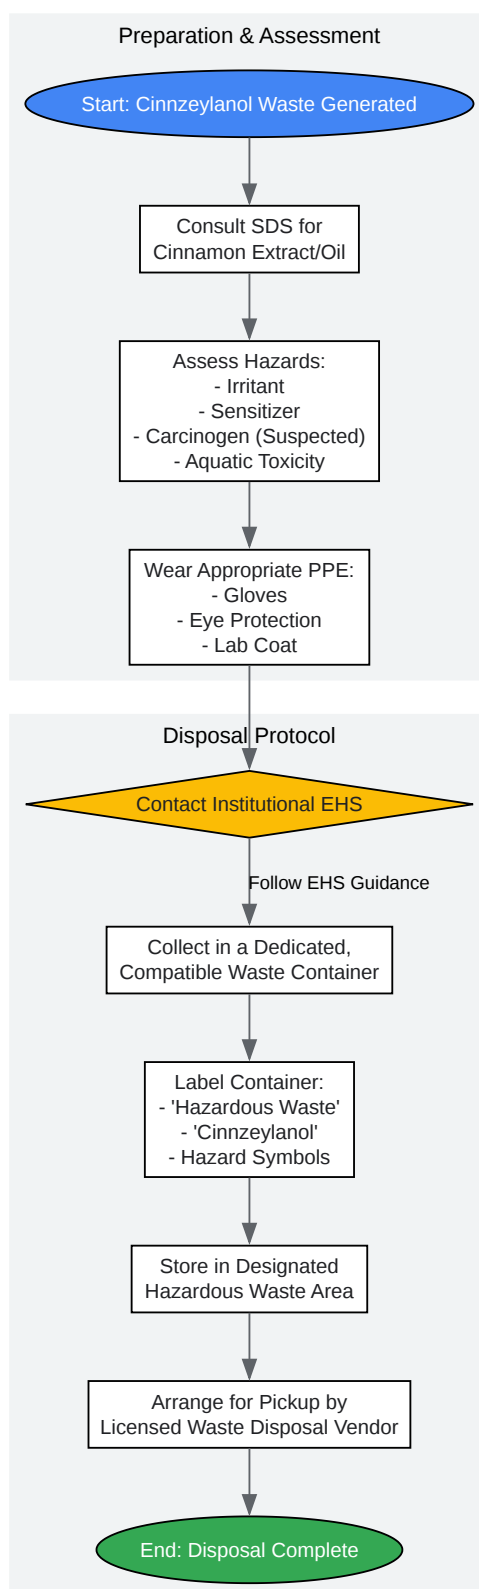 Preparation & Assessment
Start: Cinnzeylanol Waste Generated
Consult SDS for
Cinnamon Extract/Oil
Assess Hazards:
- Irritant
- Sensitizer
- Carcinogen (Suspected)
- Aquatic Toxicity
Wear Appropriate PPE:
- Gloves
- Eye Protection
- Lab Coat
Disposal Protocol
Contact Institutional EHS
Follow EHS Guidance
Collect in a Dedicated,
Compatible Waste Container
Label Container:
- 'Hazardous Waste'
- 'Cinnzeylanol'
- Hazard Symbols
Store in Designated
Hazardous Waste Area
Arrange for Pickup by
Licensed Waste Disposal Vendor
End: Disposal Complete